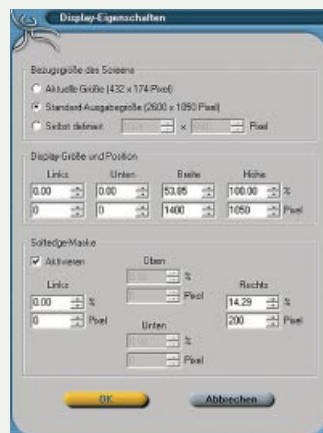 Display-Eigenschaften
Bezugsgröße des Screens
Aktuelle Größe (432 x 174 Pixel)
Standard-Ausgabegröße (2600 x 1050 Pixel)
Selbst definiert x Pixel
Display Größe und Position
Links Unten Breite Höhe
0.00 0.00 53.85 100.00 %
0 0 1400 1050 Pixel
Softedge-Maske
Aktivieren Oben
%
Links Pixel Rechts
0.00 % 14.29 %
0 Pixel Unten 200 Pixel
%
Pixel
OK Abbrechen